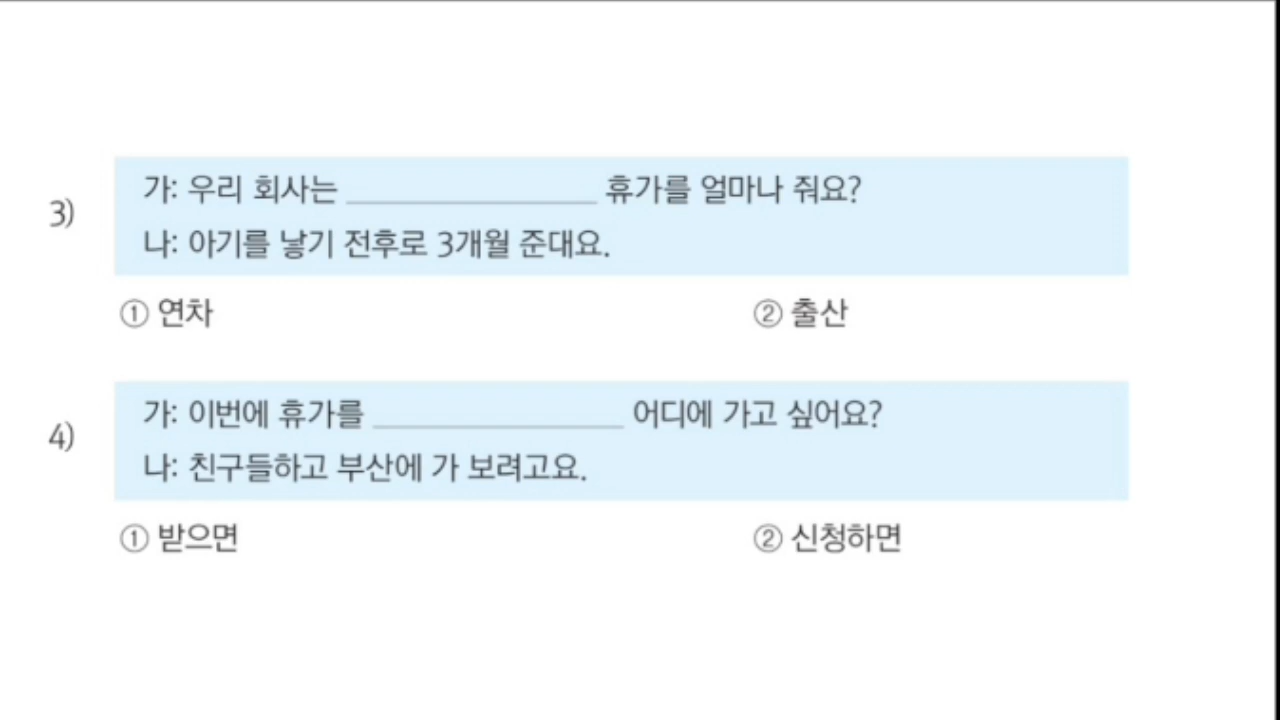 3)
가: 우리 회사는 ____________ 휴가를 얼마나 줘요?
나: 아기를 낳기 전후로 3개월 준대요.
① 연차 ② 출산
4)
가: 이번에 휴가를 ____________ 어디에 가고 싶어요?
나: 친구들하고 부산에 가 보려고요.
① 받으면 ② 신청하면